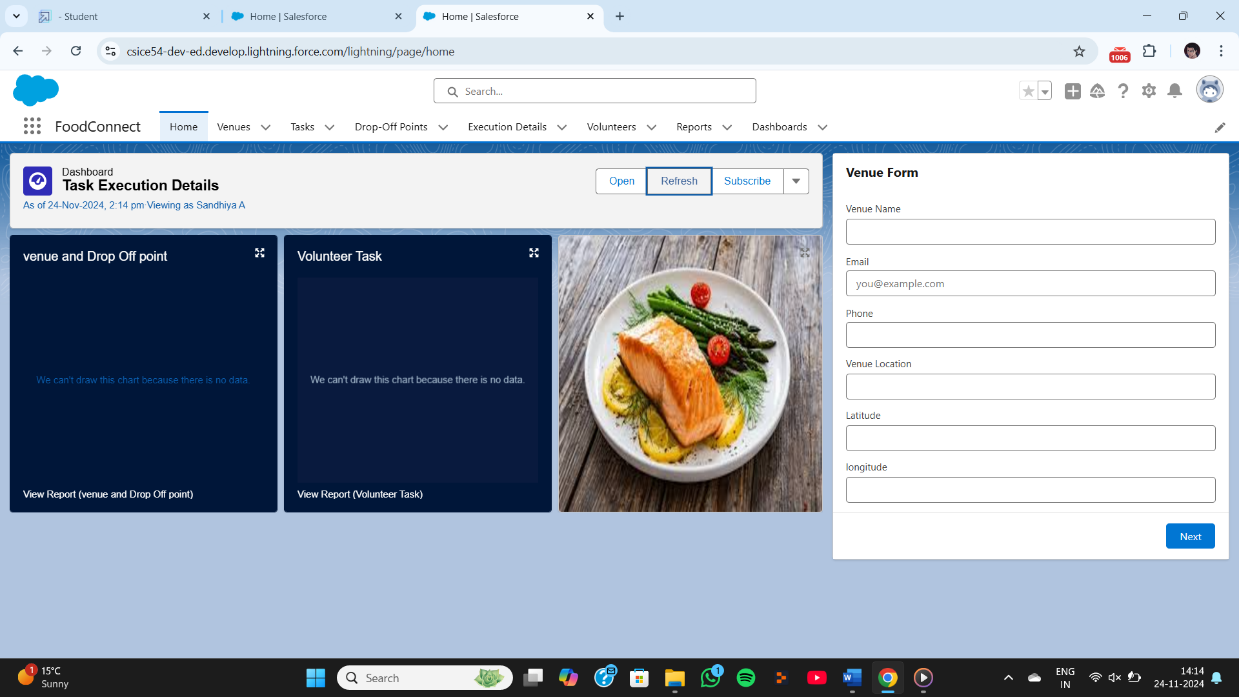 - Student
Home | Salesforce
Home | Salesforce
csice54-dev-ed.develop.lightning.force.com/lightning/page/home
1006
Search...
FoodConnect
Home
Venues
Tasks
Drop-Off Points
Execution Details
Volunteers
Reports
Dashboards
Dashboard
Task Execution Details
As of 24-Nov-2024, 2:14 pm·Viewing as Sandhiya A
Open
Refresh
Subscribe
venue and Drop Off point
We can't draw this chart because there is no data.
View Report (venue and Drop Off point)
Volunteer Task
We can't draw this chart because there is no data.
View Report (Volunteer Task)
Venue Form
Venue Name
Email
you@example.com
Phone
Venue Location
Latitude
longitude
Next
1
15°C
Sunny
Search
1
ENG
IN
14:14
24-11-2024